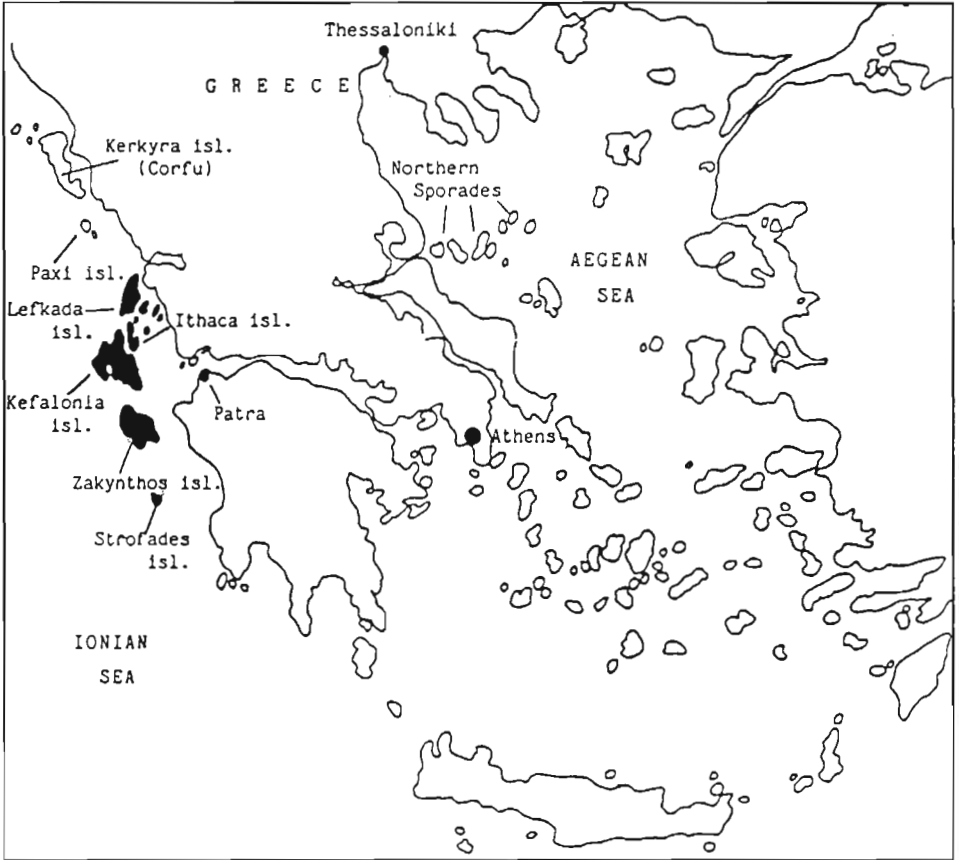 Thessaloniki
GREECE
Kerkyra isl.
(Corfu)
Northern
Sporades
AEGEAN
SEA
Paxi isl.
Lefkada
isl.
Ithaca isl.
Kefalonia
isl.
Patra
Athens
Zakynthos isl.
Strofades
isl.
IONIAN
SEA